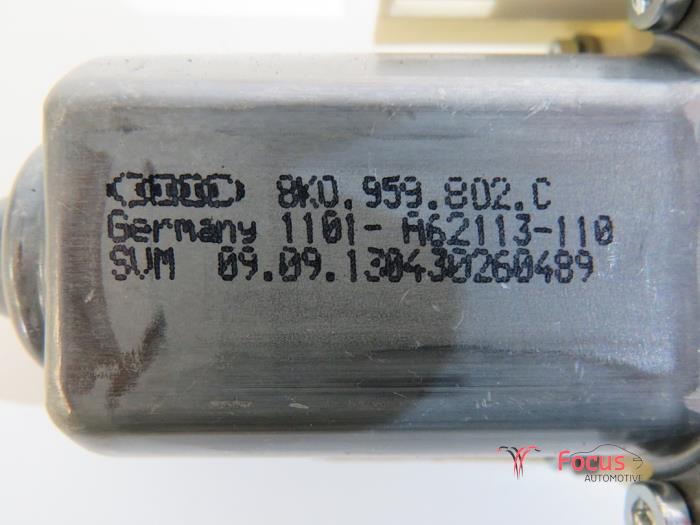 8K0.959.802.C
Germany 1101- A62113-110
SVM 09.09.130430260489
Focus
AUTOMOTIVE